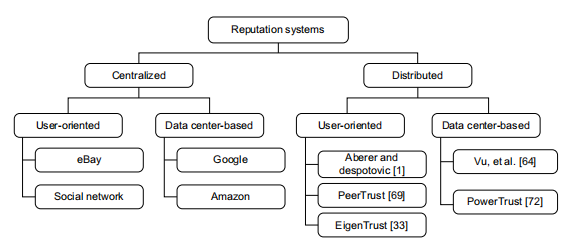 Reputation systems
Centralized
Distributed
User-oriented
Data center-based
User-oriented
Data center-based
eBay
Google
Aberer and
despotovic [1]
Vu, et al. [64]
Social network
Amazon
PeerTrust [69]
PowerTrust [72]
EigenTrust [33]